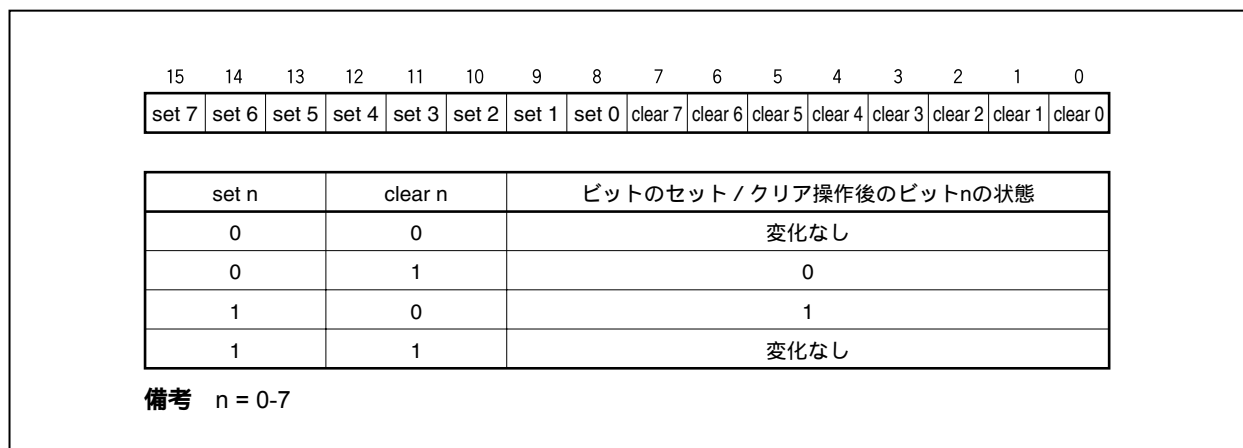 15 14 13 12 11 10 9 8 7 6 5 4 3 2 1 0
set 7 set 6 set 5 set 4 set 3 set 2 set 1 set 0 clear 7 clear 6 clear 5 clear 4 clear 3 clear 2 clear 1 clear 0
set n clear n ビットのセット / クリア操作後のビットnの状態
0 0 変化なし
0 1 0
1 0 1
1 1 変化なし
備考 n = 0-7